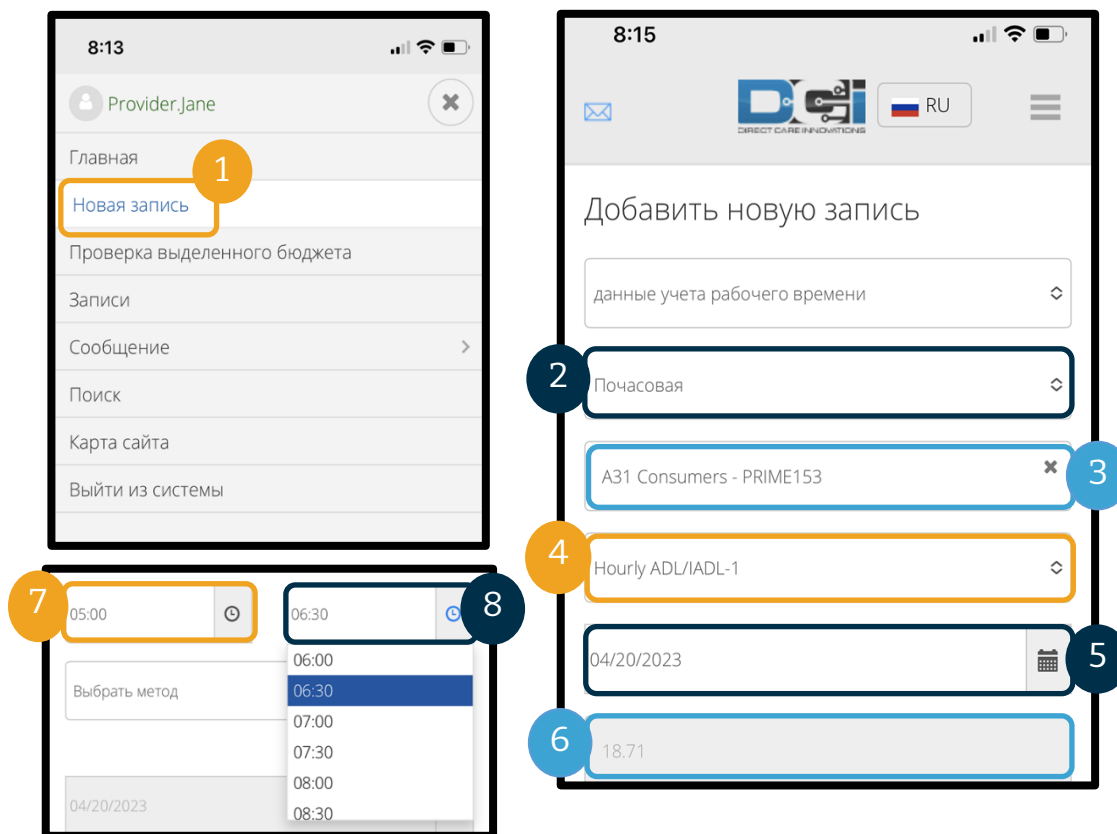 8:13
Provider.Jane
Главная
1
Новая запись
Проверка выделенного бюджета
Записи
Сообщение
Поиск
Карта сайта
Выйти из системы
8:15
DCi
DIRECT CARE INNOVATIONS
RU
Добавить новую запись
данные учета рабочего времени
2
Почасовая
A31 Consumers - PRIME153
3
4
Hourly ADL/IADL-1
04/20/2023
5
6
18.71
7
05:00
06:30
8
Выбрать метод
06:00
06:30
07:00
07:30
08:00
08:30
04/20/2023